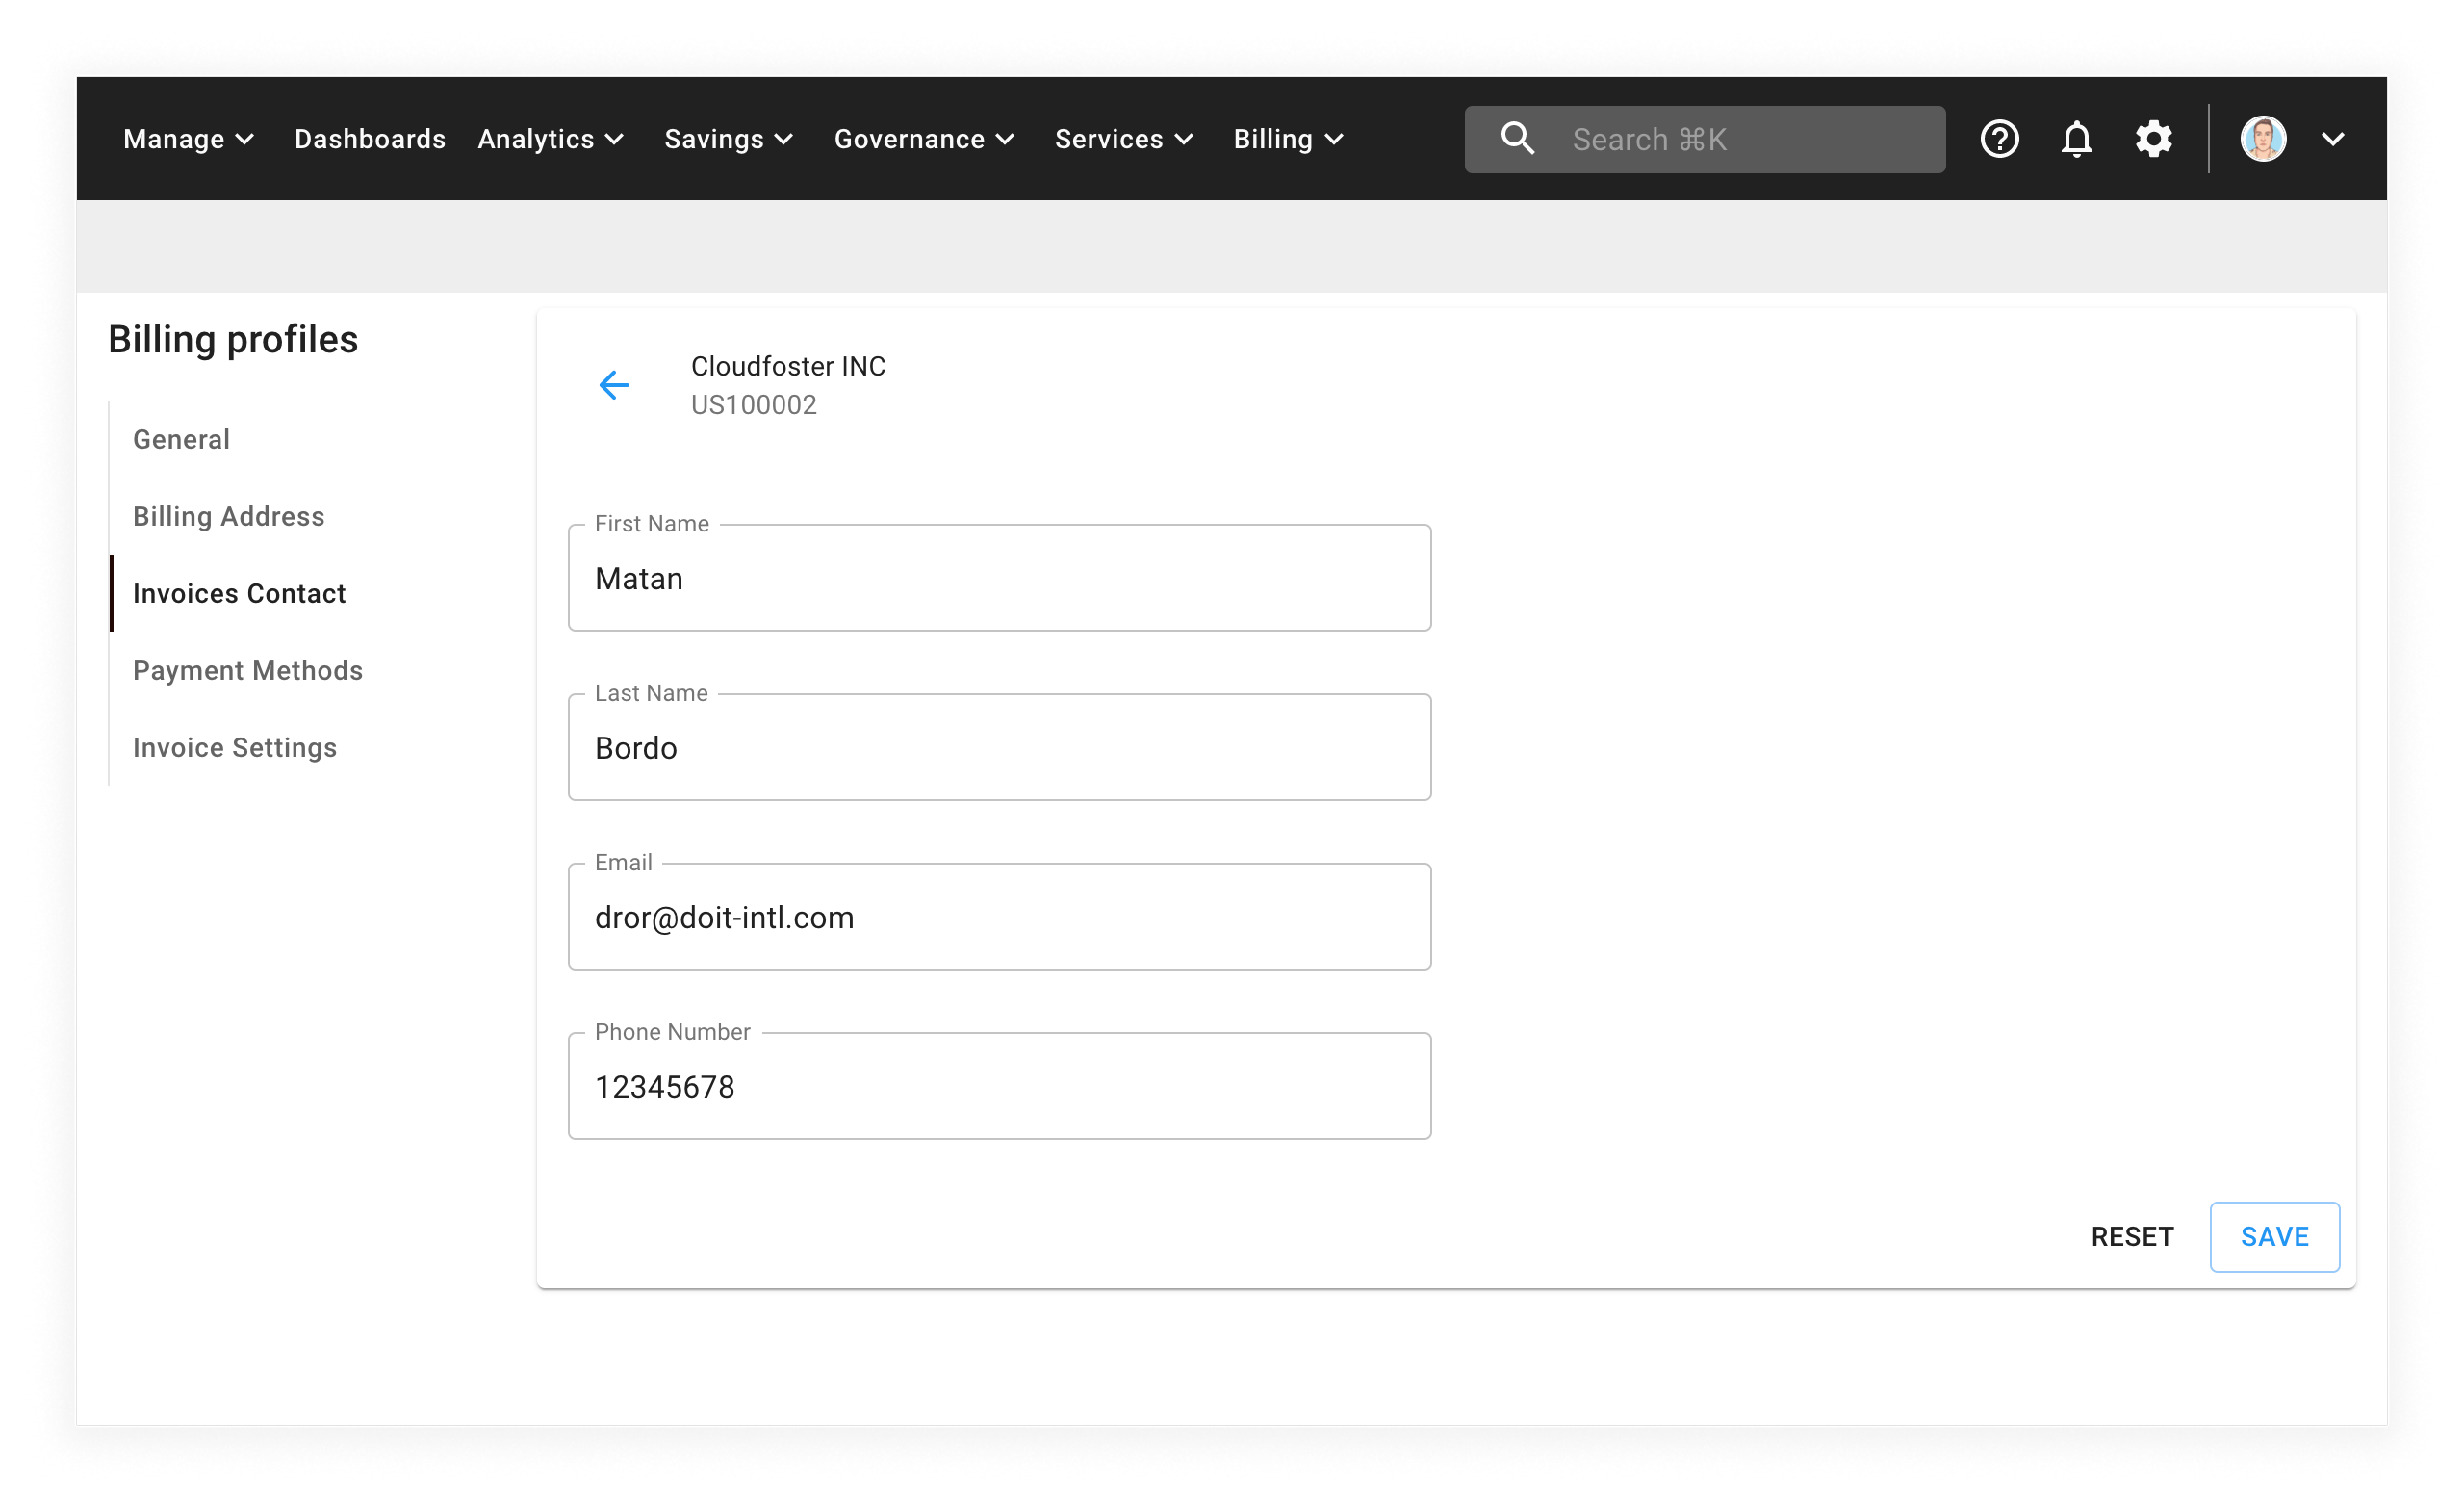 Manage Dashboards Analytics Savings Governance Services Billing Search ⌘K
Billing profiles
General
Billing Address
Invoices Contact
Payment Methods
Invoice Settings
Cloudfoster INC
US100002
First Name
Matan
Last Name
Bordo
Email
dror@doit-intl.com
Phone Number
12345678
RESET SAVE